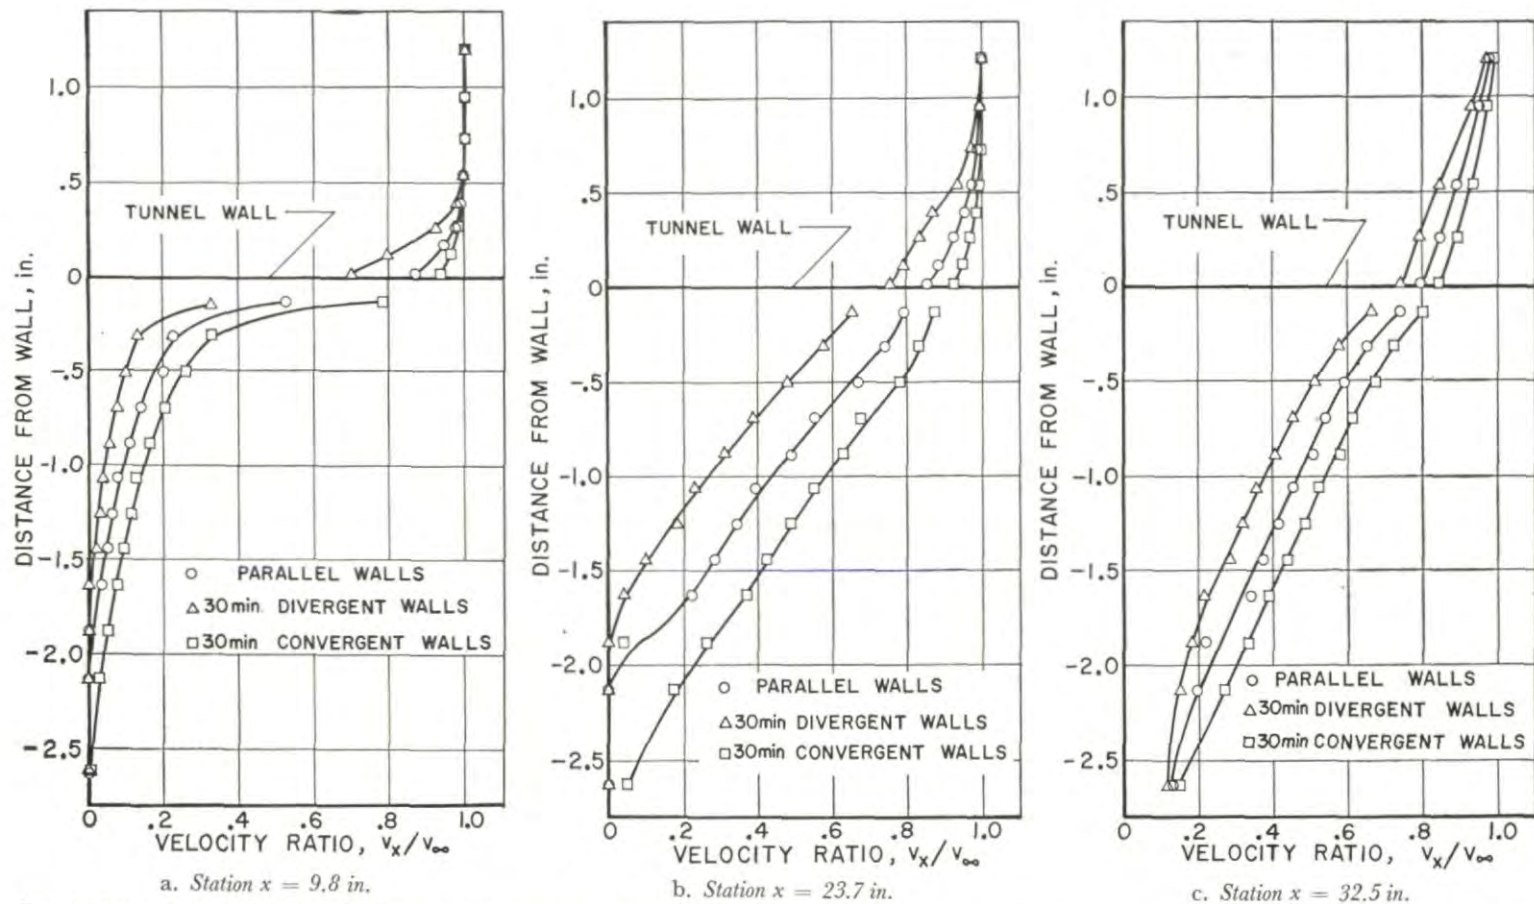 DISTANCE FROM WALL, in.
1.0
.5
0
-.5
-1.0
-1.5
-2.0
-2.5
TUNNEL WALL
○ PARALLEL WALLS
△ 30min. DIVERGENT WALLS
□ 30min CONVERGENT WALLS
0 .2 .4 .6 .8 1.0
VELOCITY RATIO, vx/v∞
a. Station x = 9.8 in.
DISTANCE FROM WALL, in.
1.0
.5
0
-.5
-1.0
-1.5
-2.0
-2.5
TUNNEL WALL
○ PARALLEL WALLS
△ 30min DIVERGENT WALLS
□ 30min CONVERGENT WALLS
0 .2 .4 .6 .8 1.0
VELOCITY RATIO, vx/v∞
b. Station x = 23.7 in.
DISTANCE FROM WALL, in.
1.0
.5
0
-.5
-1.0
-1.5
-2.0
-2.5
TUNNEL WALL
○ PARALLEL WALLS
△ 30min DIVERGENT WALLS
□ 30min CONVERGENT WALLS
0 .2 .4 .6 .8 1.0
VELOCITY RATIO, vx/v∞
c. Station x = 32.5 in.